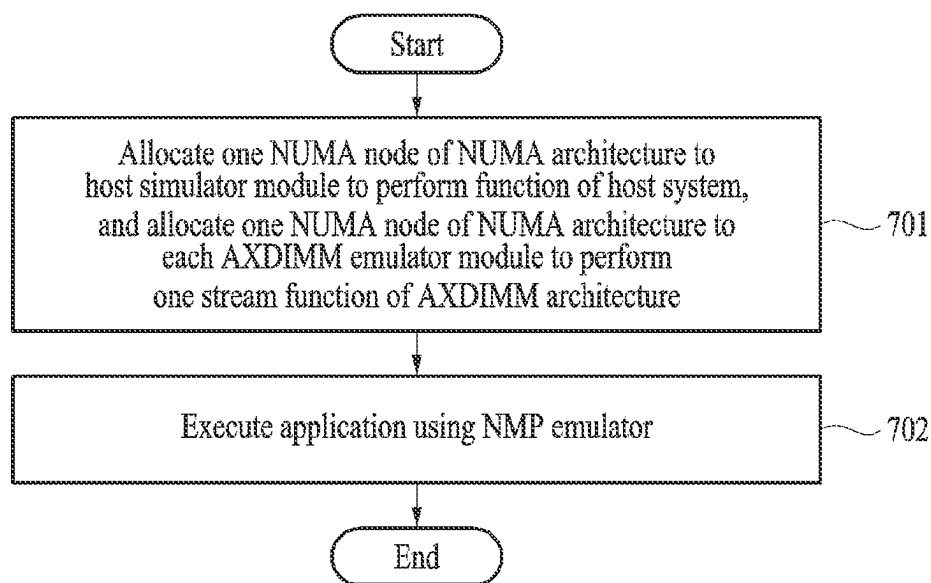 Start
Allocate one NUMA node of NUMA architecture to
host simulator module to perform function of host system,
and allocate one NUMA node of NUMA architecture to
each AXDIMM emulator module to perform
one stream function of AXDIMM architecture
701
Execute application using NMP emulator
702
End